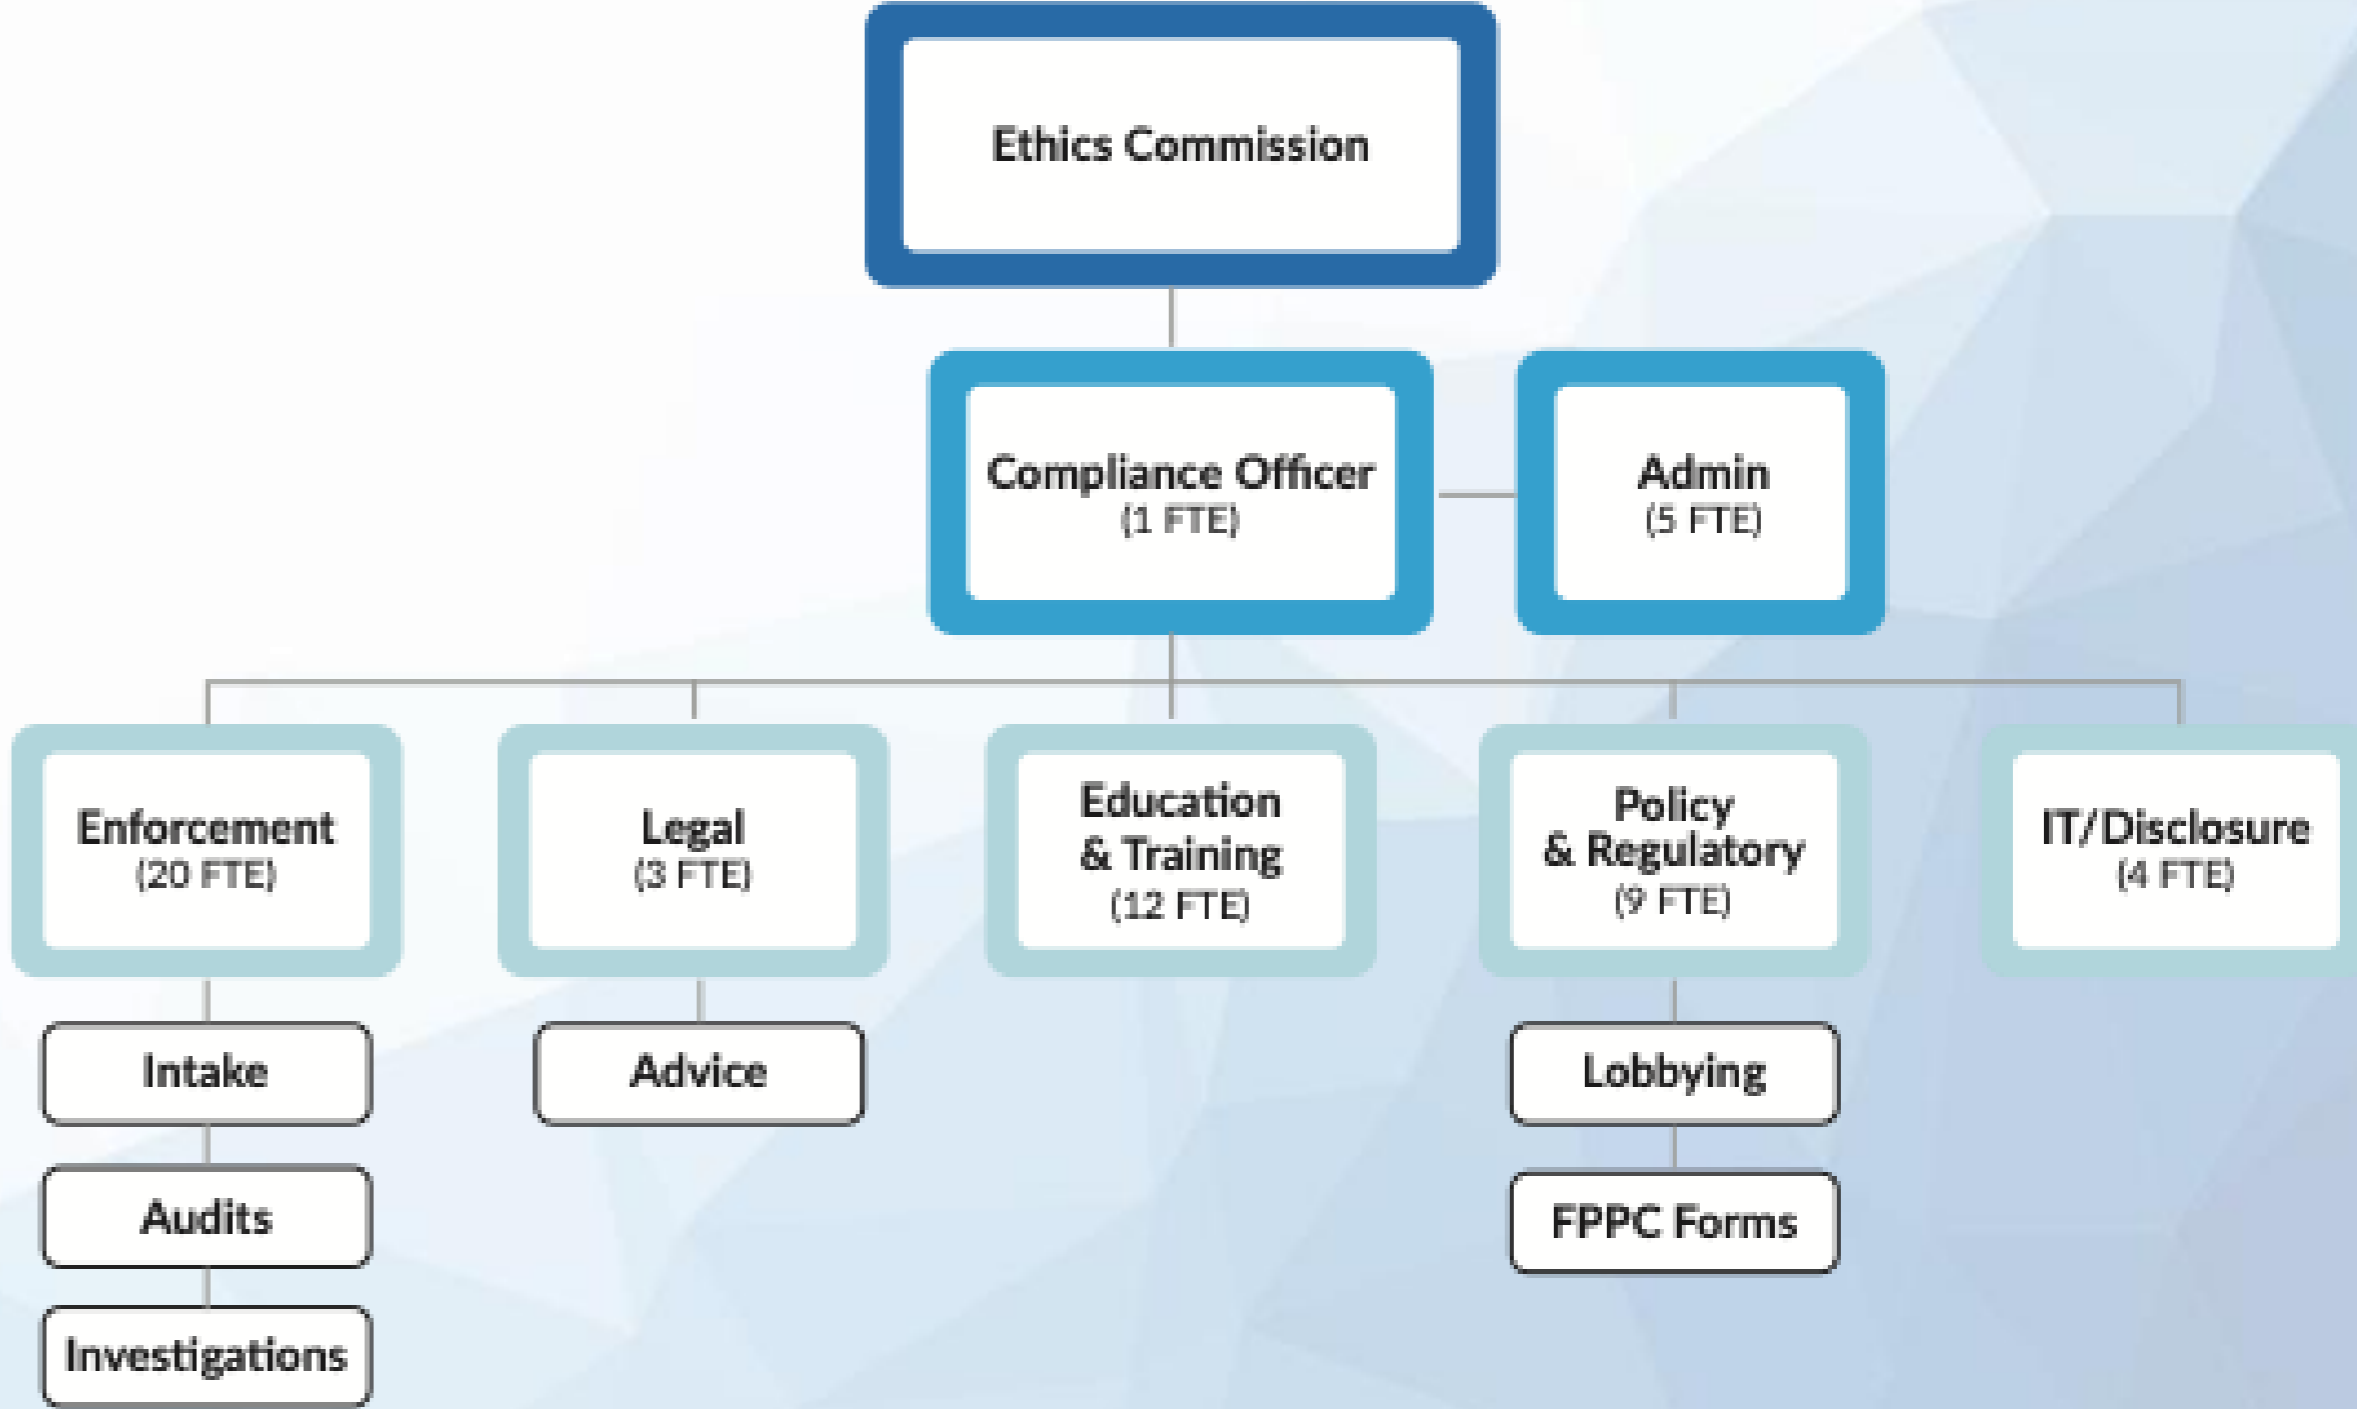 Ethics Commission
Compliance Officer
(1 FTE)
Admin
(5 FTE)
Enforcement
(20 FTE)
Legal
(3 FTE)
Education
& Training
(12 FTE)
Policy
& Regulatory
(9 FTE)
IT/Disclosure
(4 FTE)
Intake
Audits
Investigations
Advice
Lobbying
FPPC Forms